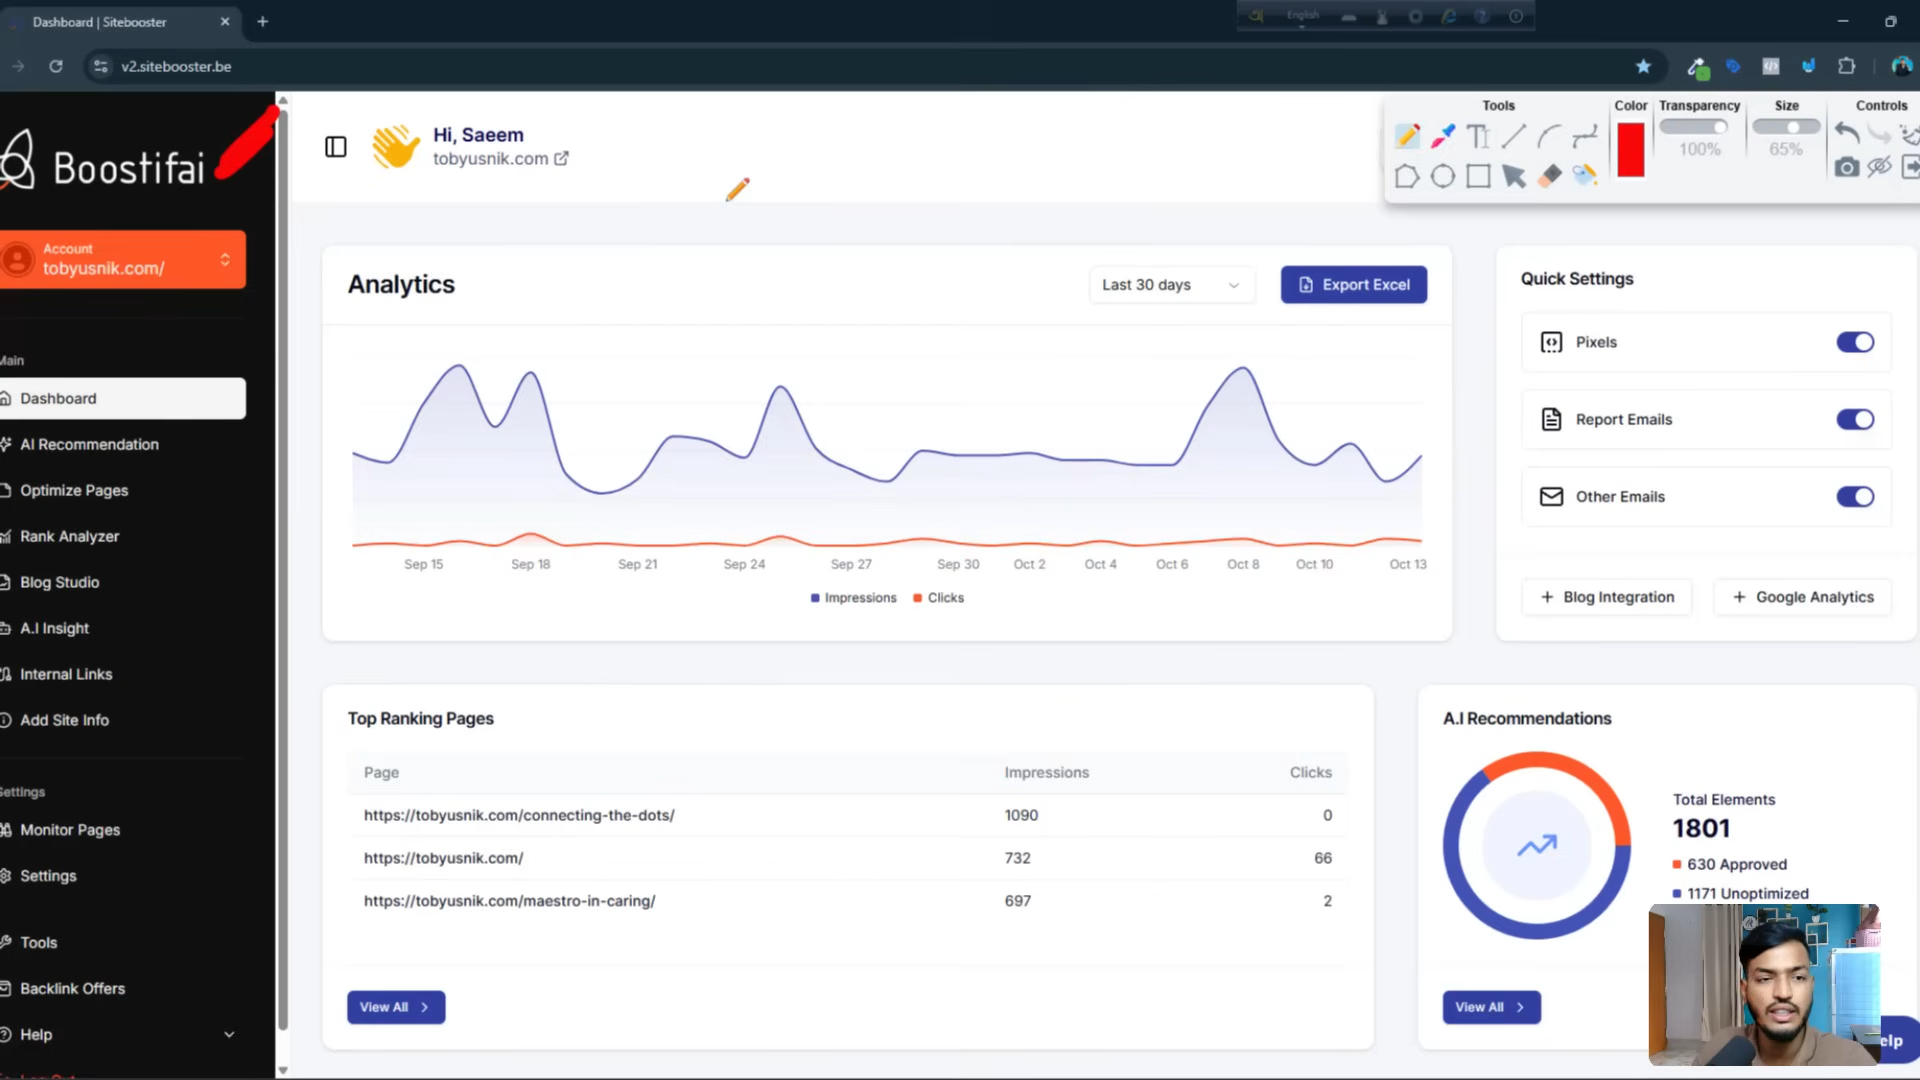 Dashboard | Sitebooster
English
v2.sitebooster.be
Tools
Color
Transparency
Size
Controls
100%
65%
Boostifai
Hi, Saeem
tobyusnik.com
Account
tobyusnik.com/
Main
Dashboard
AI Recommendation
Optimize Pages
Rank Analyzer
Blog Studio
A.I Insight
Internal Links
Add Site Info
Settings
Monitor Pages
Settings
Tools
Backlink Offers
Help
Analytics
Last 30 days
Export Excel
Sep 15
Sep 18
Sep 21
Sep 24
Sep 27
Sep 30
Oct 2
Oct 4
Oct 6
Oct 8
Oct 10
Oct 13
Impressions
Clicks
Quick Settings
Pixels
Report Emails
Other Emails
+ Blog Integration
+ Google Analytics
Top Ranking Pages
Page Impressions Clicks
https://tobyusnik.com/connecting-the-dots/ 1090 0
https://tobyusnik.com/ 732 66
https://tobyusnik.com/maestro-in-caring/ 697 2
View All
A.I Recommendations
Total Elements
1801
630 Approved
1171 Unoptimized
View All
elp